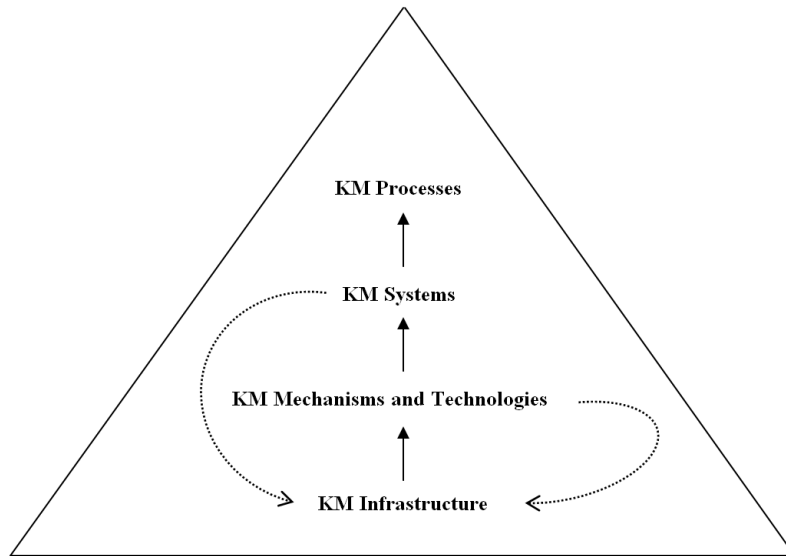 KM Processes
KM Systems
KM Mechanisms and Technologies
KM Infrastructure